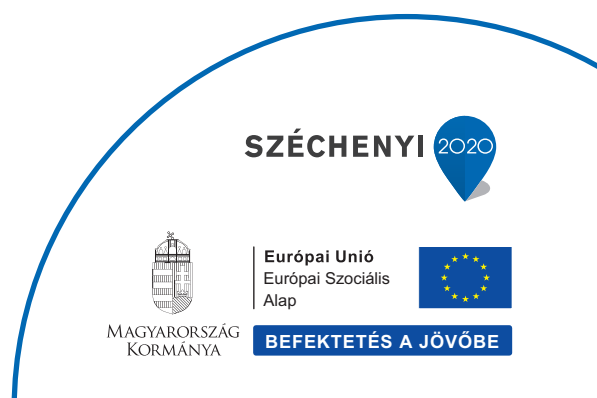 SZÉCHENYI 2020
Európai Unió
Európai Szociális
Alap
MAGYARORSZÁG
KORMÁNYA
BEFEKTETÉS A JÖVŐBE